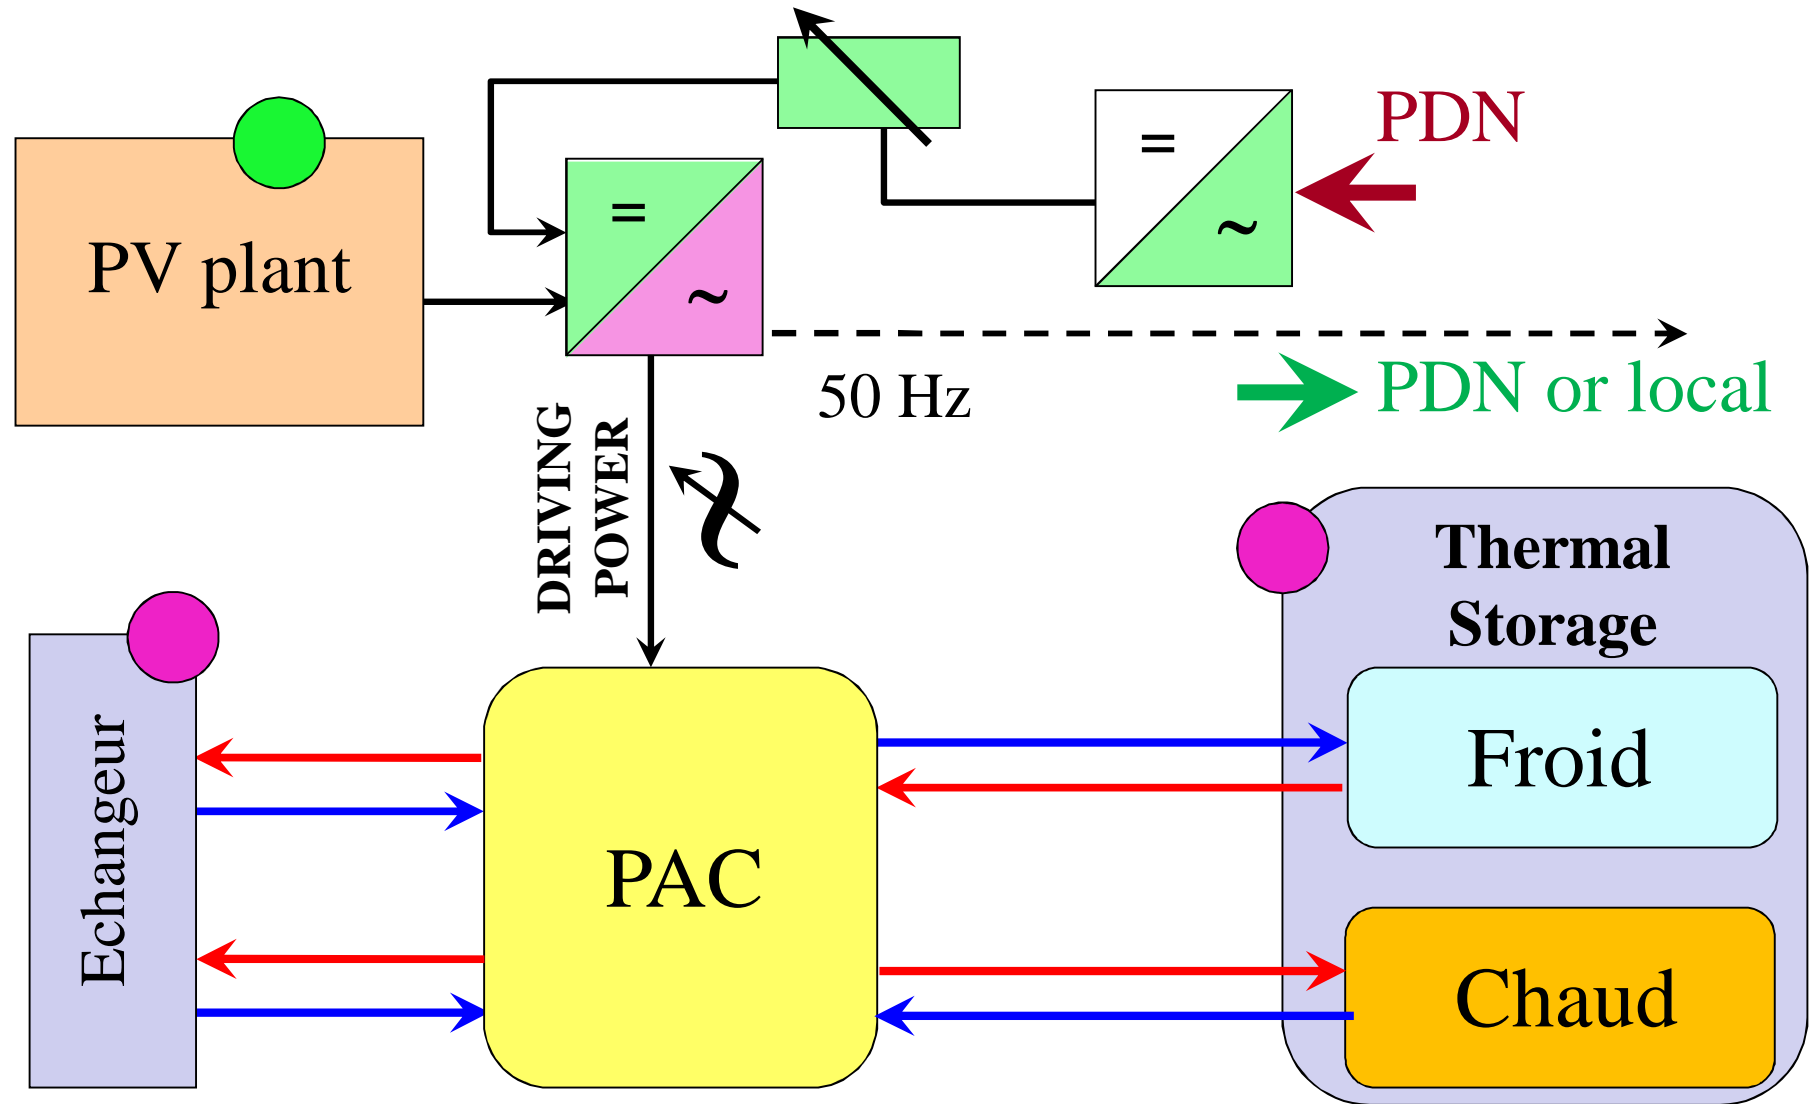 PDN
=
~
=
~
PV plant
50 Hz
PDN or local
DRIVING
POWER
~
Thermal
Storage
Echangeur
PAC
Froid
Chaud